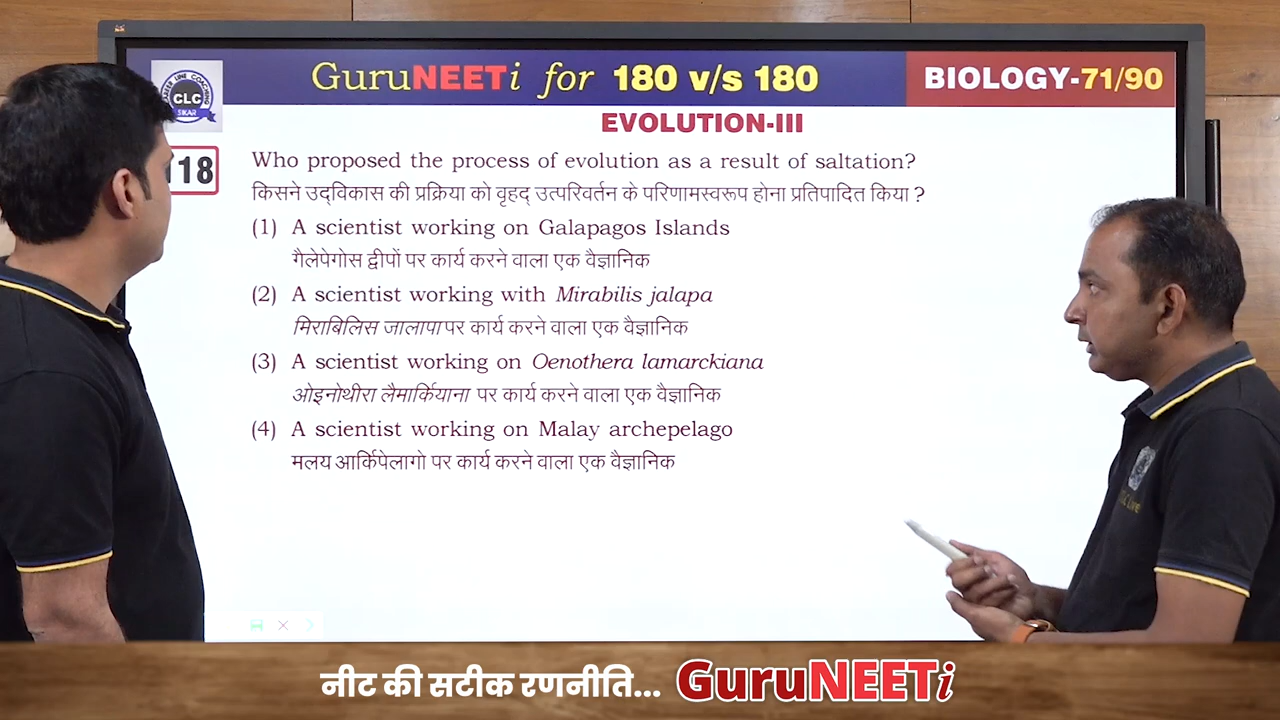 GuruNEETi for 180 v/s 180
BIOLOGY-71/90
CLC
SIKAR
EVOLUTION-III
118
Who proposed the process of evolution as a result of saltation?
किसने उद्विकास की प्रक्रिया को वृहद् उत्परिवर्तन के परिणामस्वरूप होना प्रतिपादित किया ?
(1) A scientist working on Galapagos Islands
गैलेपेगोस द्वीपों पर कार्य करने वाला एक वैज्ञानिक
(2) A scientist working with Mirabilis jalapa
मिराबिलिस जालापा पर कार्य करने वाला एक वैज्ञानिक
(3) A scientist working on Oenothera lamarckiana
ओइनोथीरा लैमार्कियाना पर कार्य करने वाला एक वैज्ञानिक
(4) A scientist working on Malay archepelago
मलय आर्किपेलागो पर कार्य करने वाला एक वैज्ञानिक
नीट की सटीक रणनीति... GuruNEETi